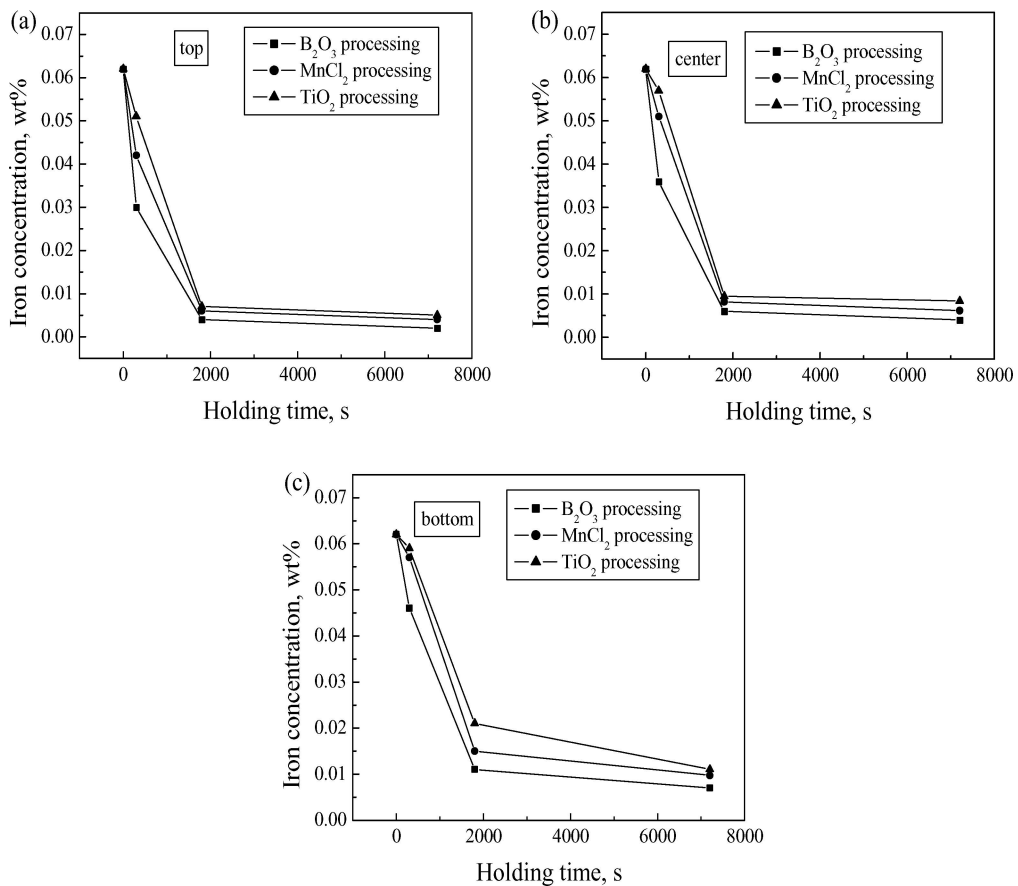 (a)
top
B₂O₃ processing
MnCl₂ processing
TiO₂ processing
0.07
0.06
0.05
0.04
0.03
0.02
0.01
0.00
Iron concentration, wt%
0 2000 4000 6000 8000
Holding time, s
(b)
center
B₂O₃ processing
MnCl₂ processing
TiO₂ processing
0.07
0.06
0.05
0.04
0.03
0.02
0.01
0.00
Iron concentration, wt%
0 2000 4000 6000 8000
Holding time, s
(c)
bottom
B₂O₃ processing
MnCl₂ processing
TiO₂ processing
0.07
0.06
0.05
0.04
0.03
0.02
0.01
0.00
Iron concentration, wt%
0 2000 4000 6000 8000
Holding time, s